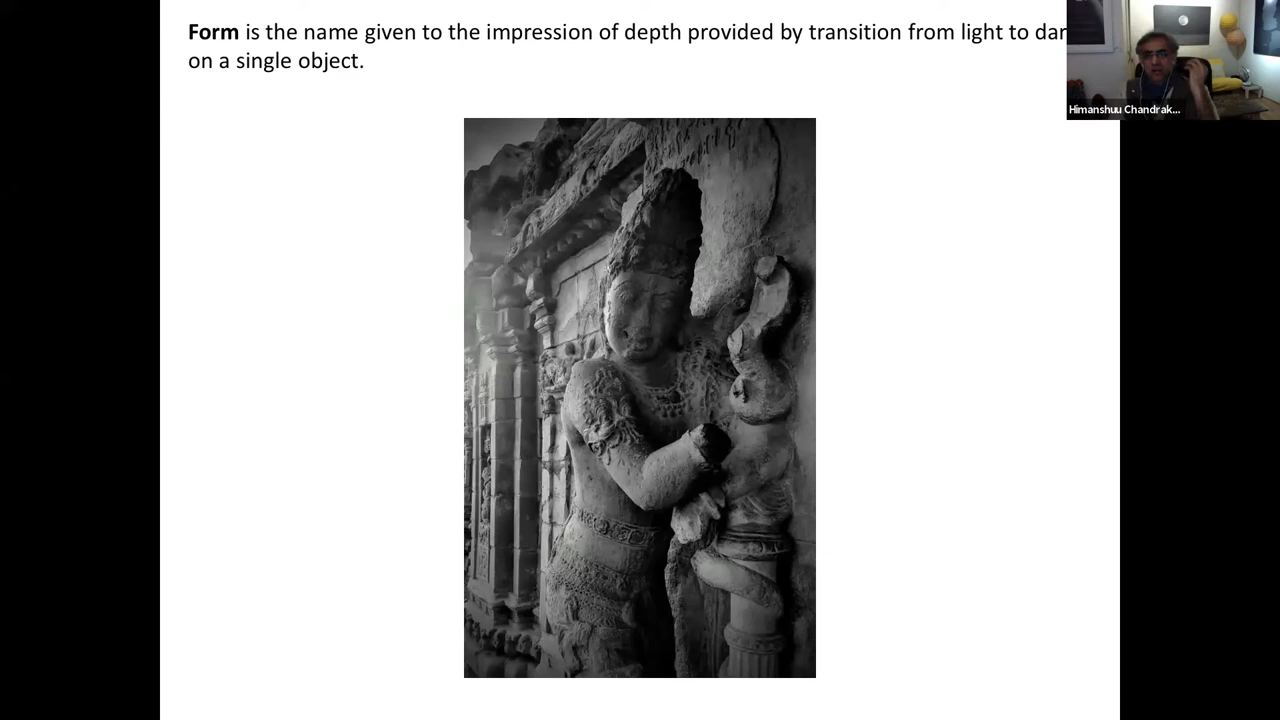 Form is the name given to the impression of depth provided by transition from light to dar
on a single object.
Himanshuu Chandrak...